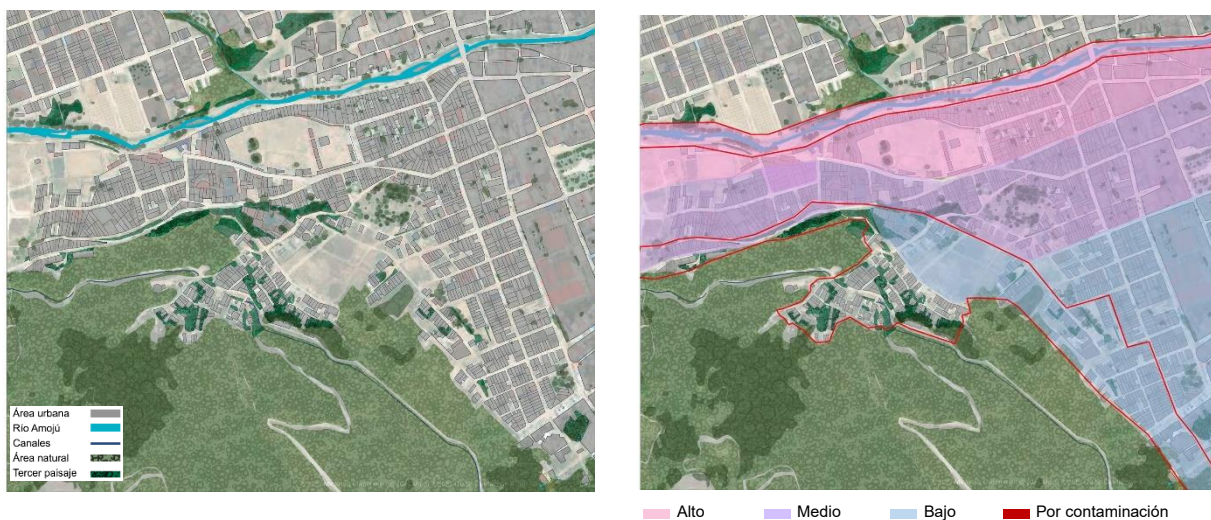 Área urbana
Río Amojú
Canales
Área natural
Tercer paisaje
Alto Medio Bajo Por contaminación